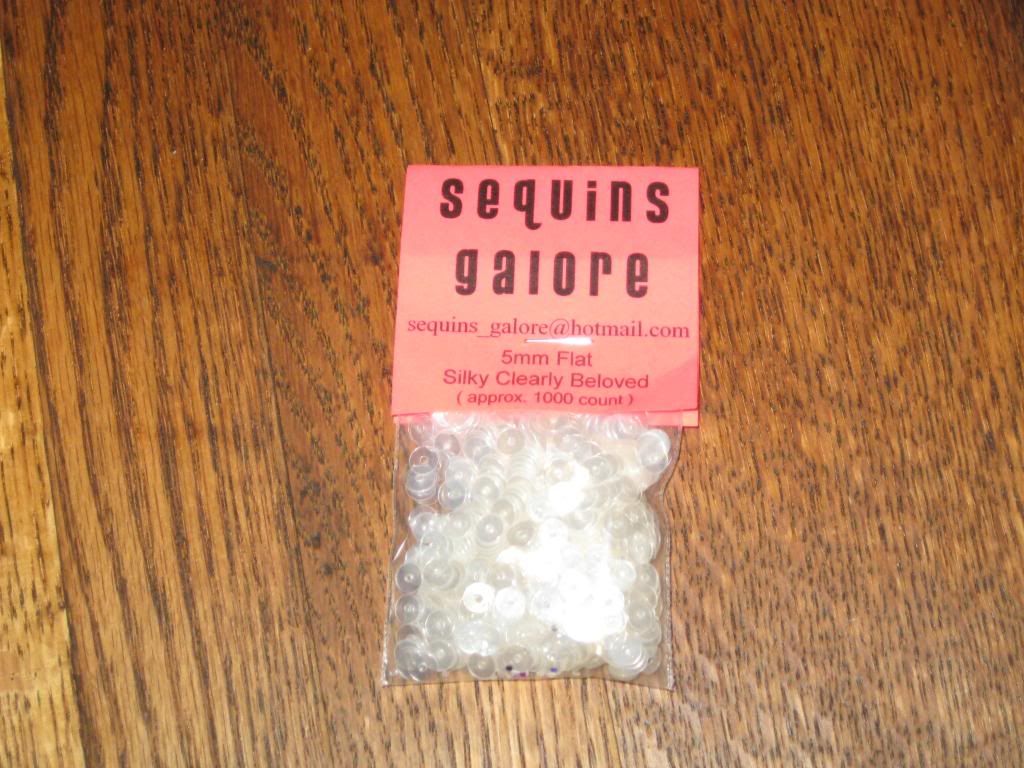 sequins
galore
sequins_galore@hotmail.com
5mm Flat
Silky Clearly Beloved
( approx. 1000 count )